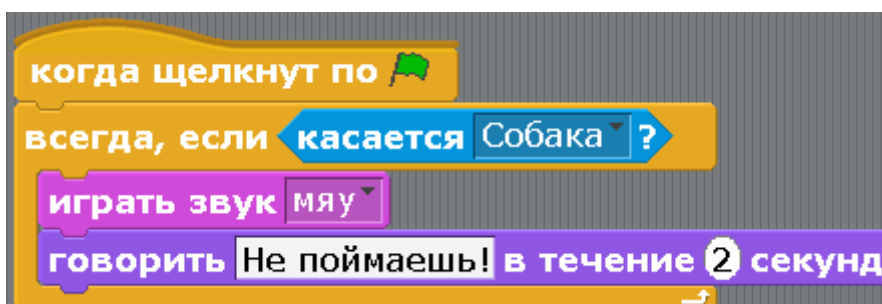 когда щелкнут по
всегда, если касается Собака ?
играть звук мяу
говорить Не поймаешь! в течение 2 секунд